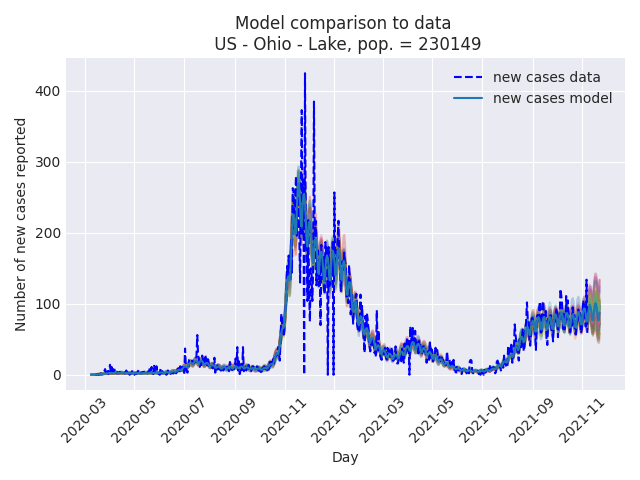 Model comparison to data
US - Ohio - Lake, pop. = 230149
new cases data
new cases model
Number of new cases reported
400
300
200
100
0
2020-03
2020-05
2020-07
2020-09
2020-11
2021-01
2021-03
2021-05
2021-07
2021-09
2021-11
Day